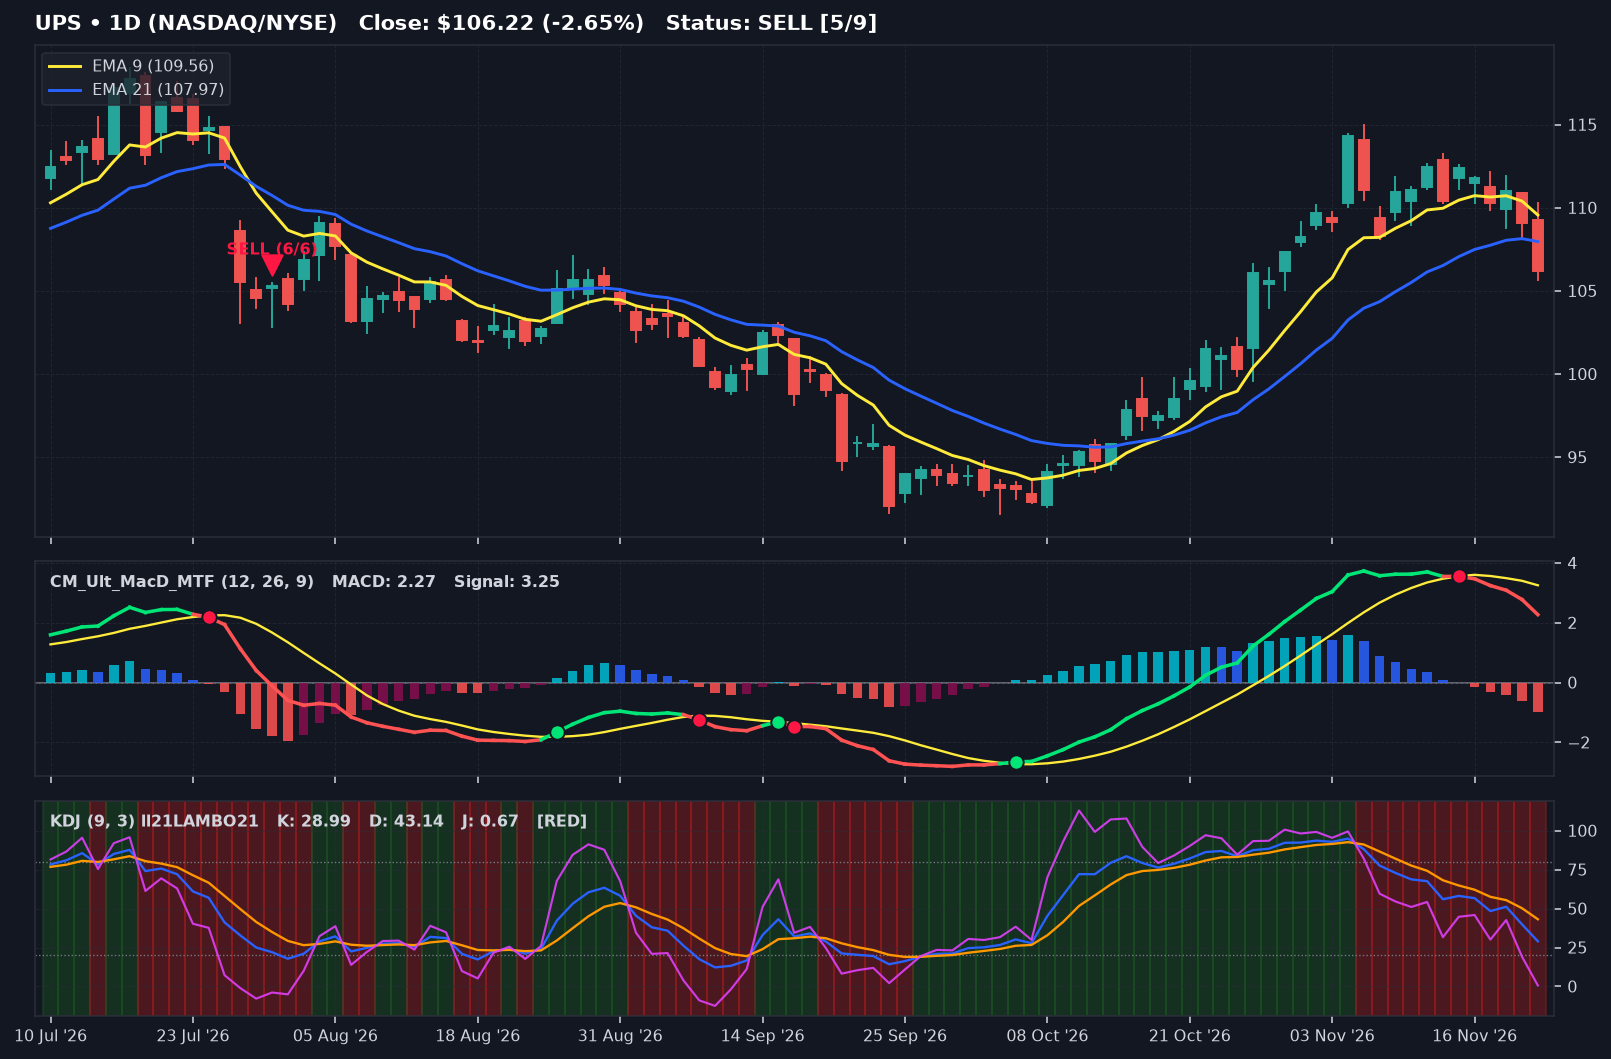 UPS • 1D (NASDAQ/NYSE)   Close: $106.22 (-2.65%)   Status: SELL [5/9]
EMA 9 (109.56)
EMA 21 (107.97)
SELL (6/6)
115
110
105
100
95
CM_Ult_MacD_MTF (12, 26, 9)   MACD: 2.27   Signal: 3.25
4
2
0
−2
KDJ (9, 3) II21LAMBO21   K: 28.99   D: 43.14   J: 0.67   [RED]
100
75
50
25
0
10 Jul '26   23 Jul '26   05 Aug '26   18 Aug '26   31 Aug '26   14 Sep '26   25 Sep '26   08 Oct '26   21 Oct '26   03 Nov '26   16 Nov '26